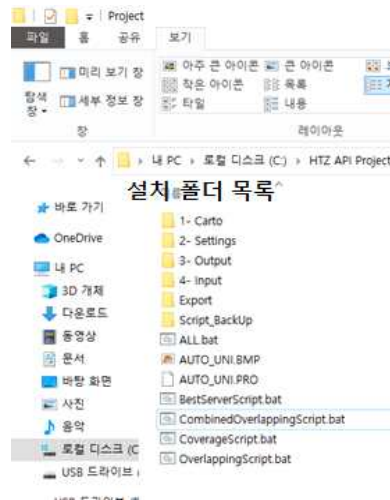 Project
파일 홈 공유 보기
미리 보기 창
세부 정보 창
탐색 창
아주 큰 아이콘 큰 아이콘
작은 아이콘 목록
타일 내용
창 레이아웃
내 PC › 로컬 디스크 (C:) › HTZ API Project
설치 폴더 목록
바로 가기
OneDrive
내 PC
3D 개체
다운로드
동영상
문서
바탕 화면
사진
음악
로컬 디스크 (C
USB 드라이브
1- Carto
2- Settings
3- Output
4- Input
Export
Script_BackUp
ALL.bat
AUTO_UNI.BMP
AUTO_UNI.PRO
BestServerScript.bat
CombinedOverlappingScript.bat
CoverageScript.bat
OverlappingScript.bat